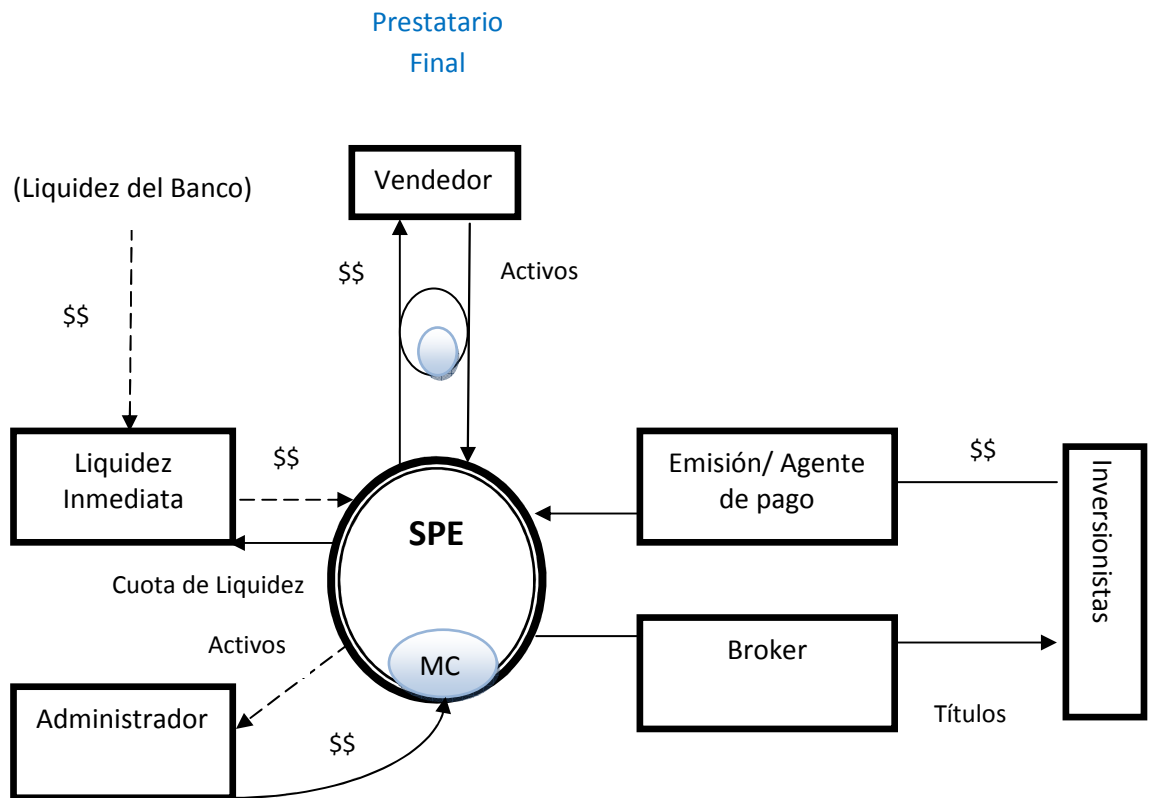 Prestatario
Final
Vendedor
(Liquidez del Banco)
$$
Activos
$$
Liquidez
Inmediata
$$
Emisión/ Agente
de pago
$$
Inversionistas
SPE
Cuota de Liquidez
Activos
MC
Broker
Administrador
$$
Títulos